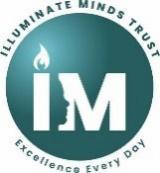 ILLUMINATE MINDS TRUST
IM
Excellence Every Day